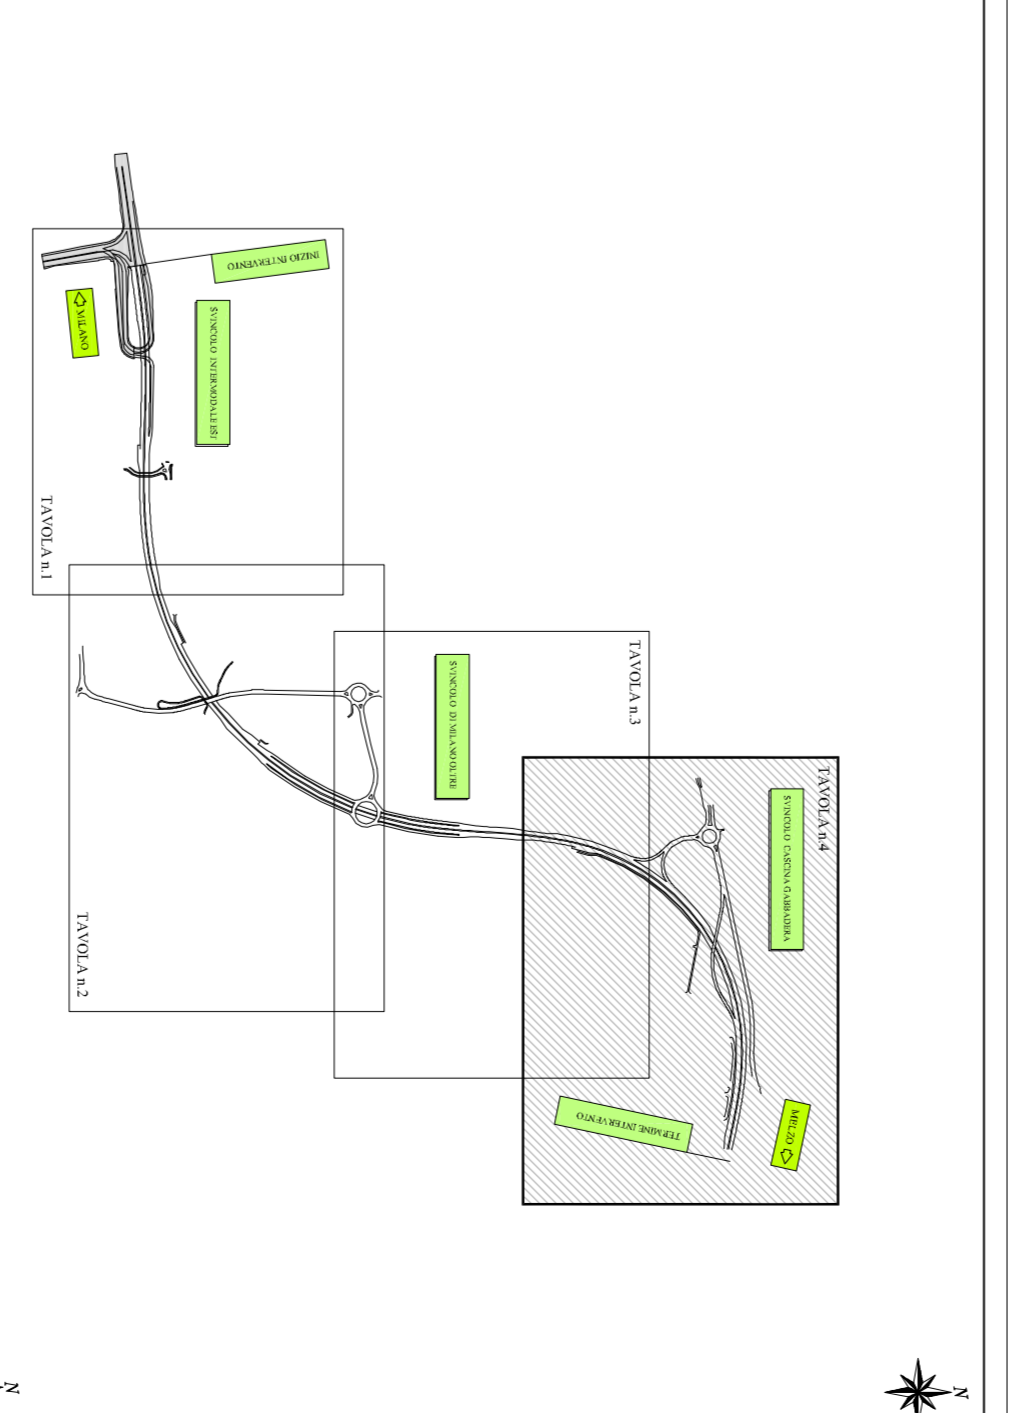 INIZIO INTERVENTO
SVINCOLO INTERMODALE EST
MILANO
TAVOLA n.1
TAVOLA n.2
SVINCOLO DI MILANO OLTRE
TAVOLA n.3
TAVOLA n.4
SVINCOLO CASCINA GABBADERA
TERMINE INTERVENTO
MELZO
N
N